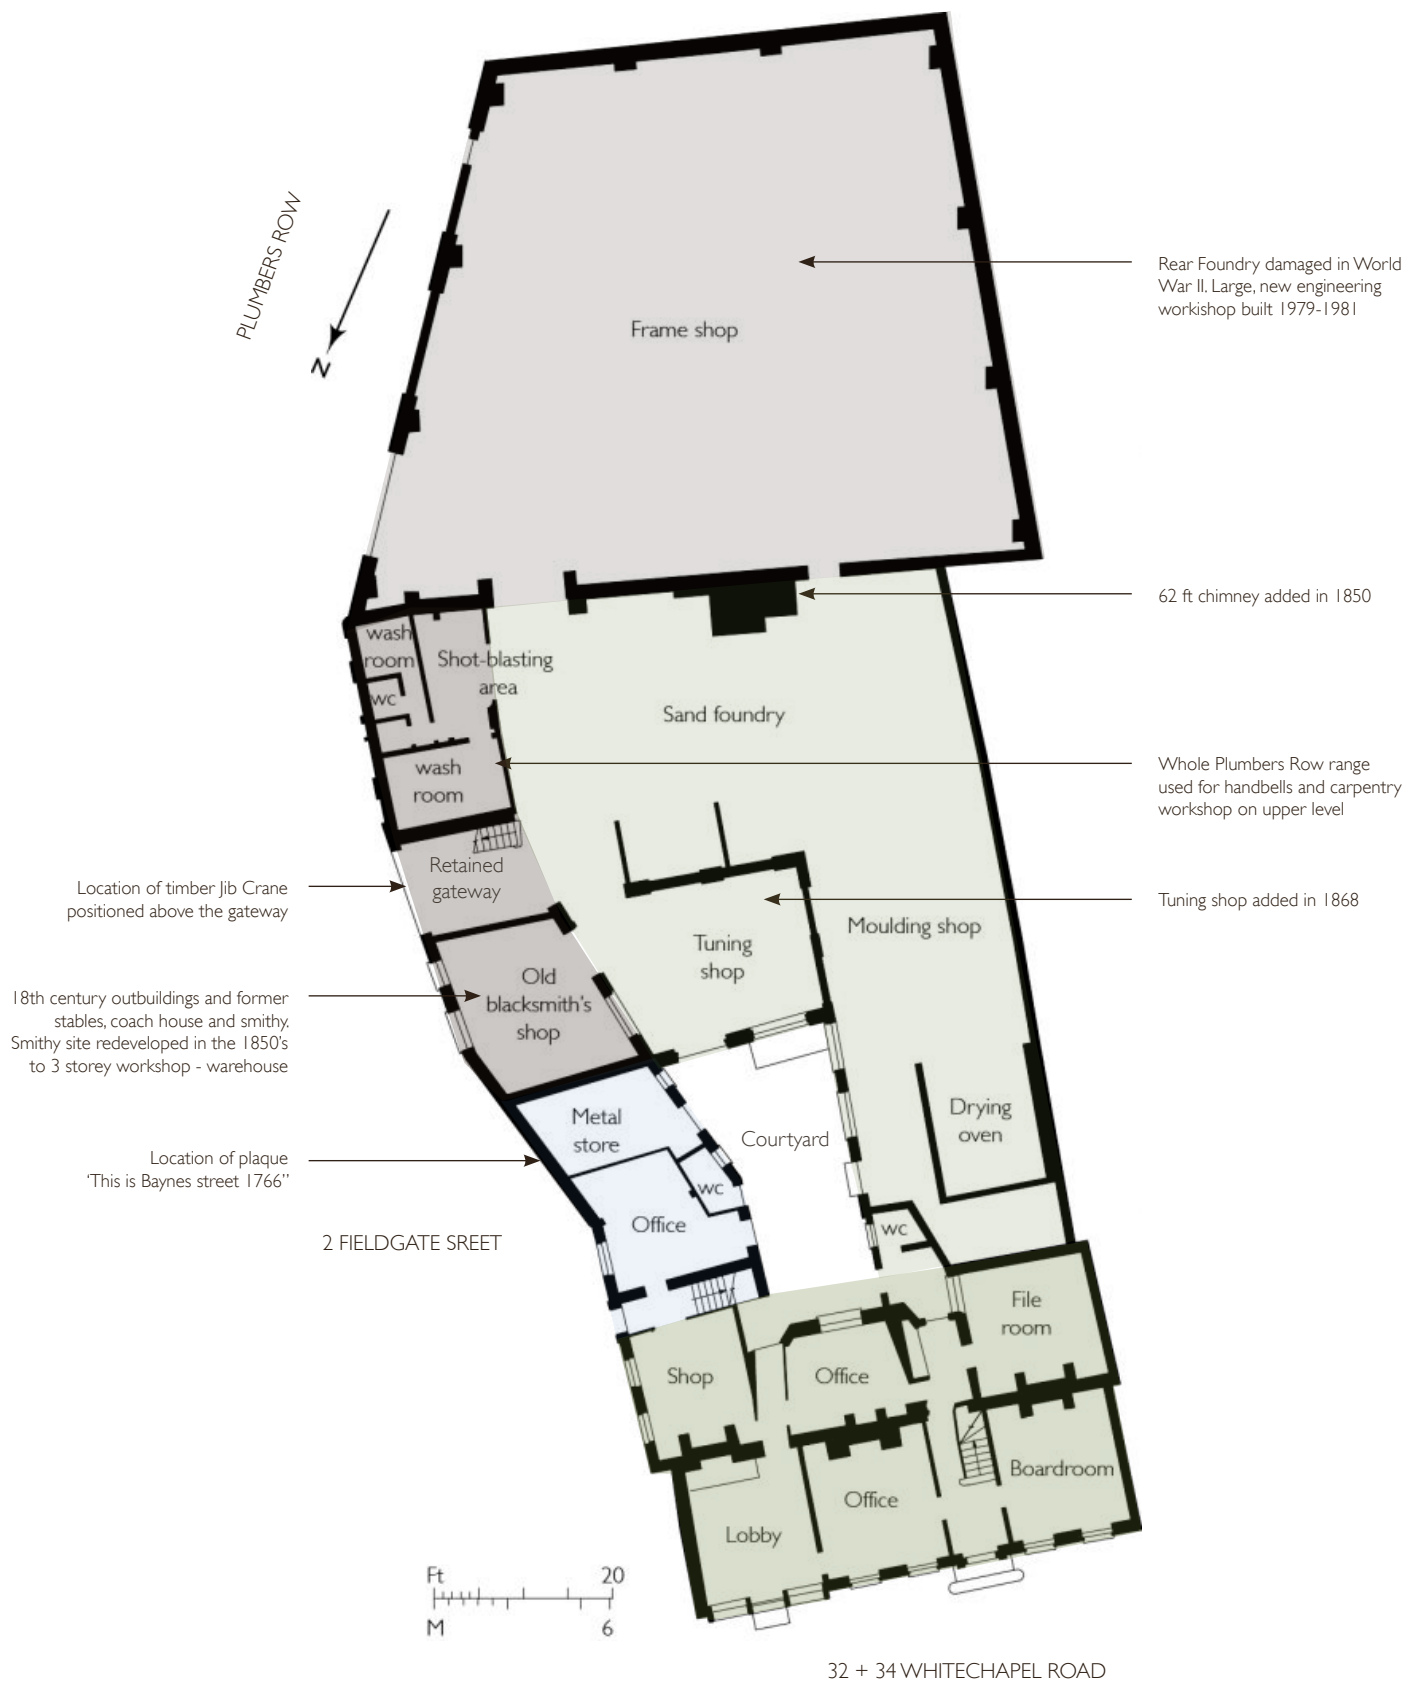 PLUMBERS ROW
N
Frame shop
Rear Foundry damaged in World
War II. Large, new engineering
workishop built 1979-1981
62 ft chimney added in 1850
wash
room
Shot-blasting
area
wc
Sand foundry
wash
room
Whole Plumbers Row range
used for handbells and carpentry
workshop on upper level
Retained
gateway
Location of timber Jib Crane
positioned above the gateway
Tuning shop added in 1868
Moulding shop
Tuning
shop
Old
blacksmith's
shop
18th century outbuildings and former
stables, coach house and smithy.
Smithy site redeveloped in the 1850's
to 3 storey workshop - warehouse
Metal
store
Courtyard
Drying
oven
Location of plaque
'This is Baynes street 1766"
wc
Office
wc
2 FIELDGATE SREET
File
room
Shop
Office
Boardroom
Office
Lobby
Ft 20
M 6
32 + 34 WHITECHAPEL ROAD